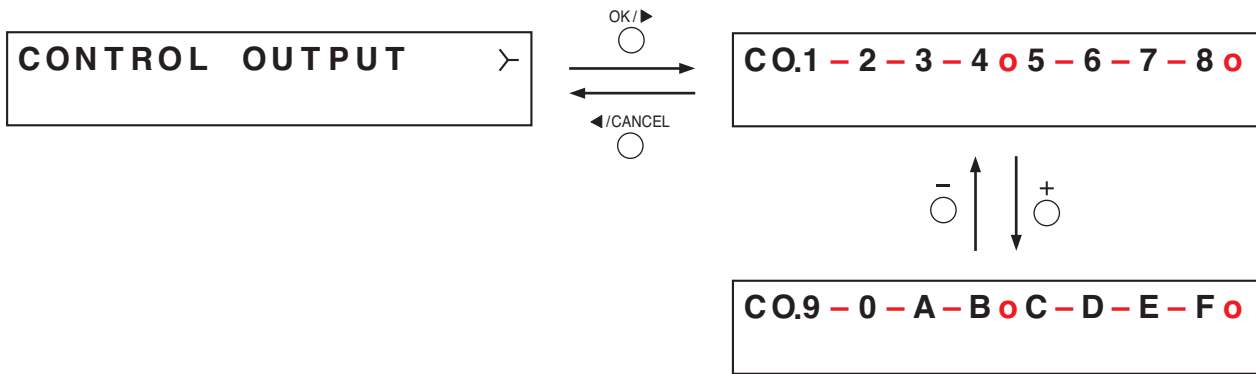 OK/▶
CONTROL OUTPUT >-
CO.1 – 2 – 3 – 4 o 5 – 6 – 7 – 8 o
◀/CANCEL
– +
CO.9 – 0 – A – B o C – D – E – F o